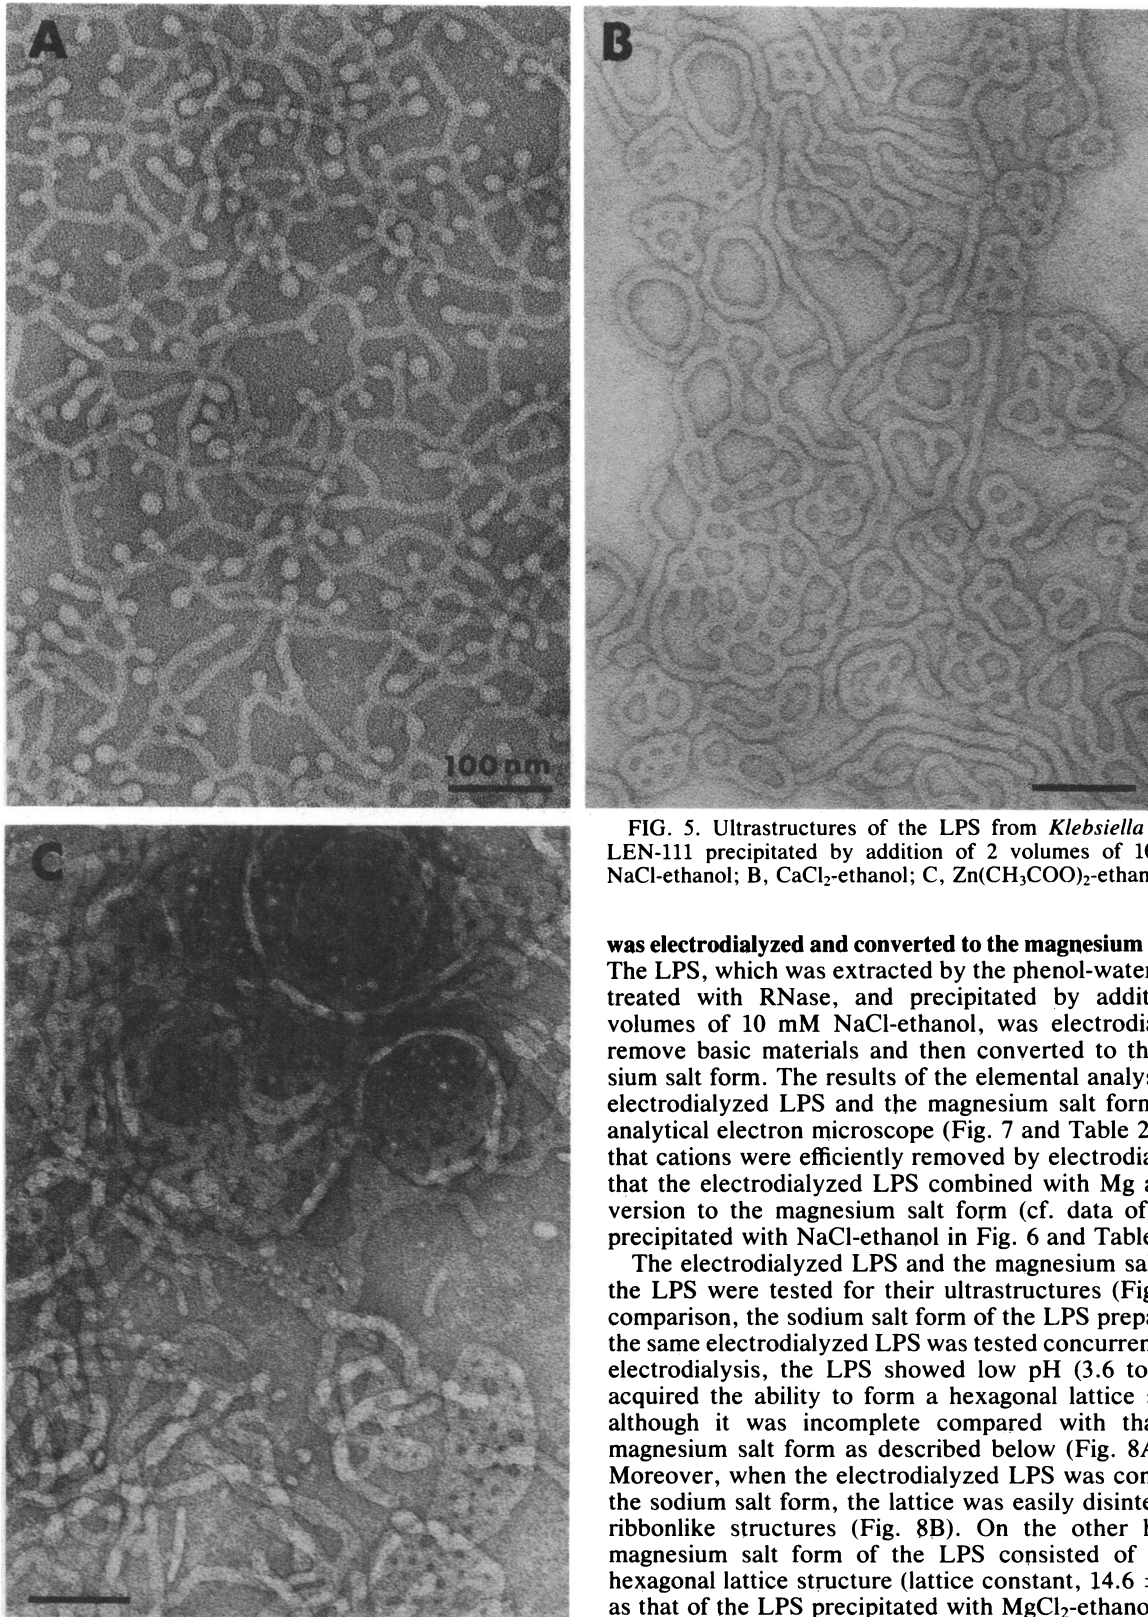 A
B
100 nm
C
FIG. 5. Ultrastructures of the LPS from Klebsiella
LEN-111 precipitated by addition of 2 volumes of 10
NaCl-ethanol; B, CaCl₂-ethanol; C, Zn(CH₃COO)₂-ethan
was electrodialyzed and converted to the magnesium
The LPS, which was extracted by the phenol-water
treated with RNase, and precipitated by addit
volumes of 10 mM NaCl-ethanol, was electrodia
remove basic materials and then converted to th
sium salt form. The results of the elemental analys
electrodialyzed LPS and the magnesium salt form
analytical electron microscope (Fig. 7 and Table 2
that cations were efficiently removed by electrodia
that the electrodialyzed LPS combined with Mg a
version to the magnesium salt form (cf. data of
precipitated with NaCl-ethanol in Fig. 6 and Table
The electrodialyzed LPS and the magnesium sa
the LPS were tested for their ultrastructures (Fig
comparison, the sodium salt form of the LPS prepa
the same electrodialyzed LPS was tested concurren
electrodialysis, the LPS showed low pH (3.6 to
acquired the ability to form a hexagonal lattice s
although it was incomplete compared with tha
magnesium salt form as described below (Fig. 8A
Moreover, when the electrodialyzed LPS was con
the sodium salt form, the lattice was easily disinte
ribbonlike structures (Fig. 8B). On the other h
magnesium salt form of the LPS consisted of
hexagonal lattice structure (lattice constant, 14.6 ±
as that of the LPS precipitated with MgCl₂-ethano